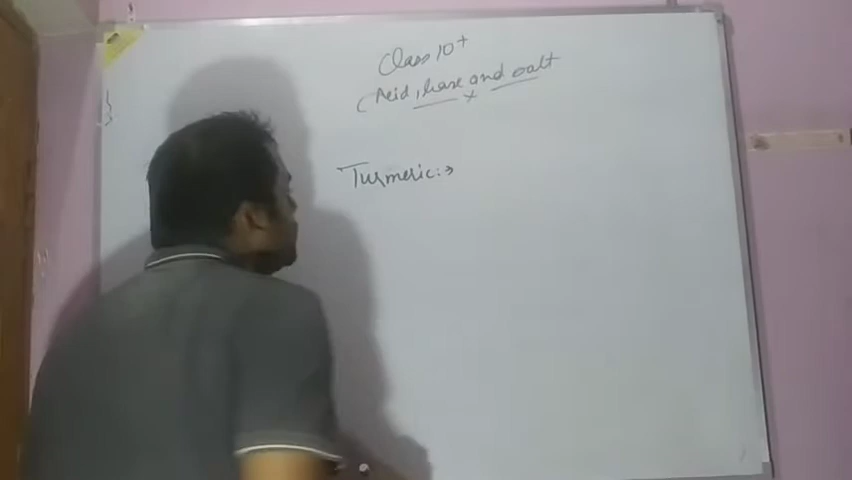 Class 10+
Acid, base and salt
x
Turmeric:→